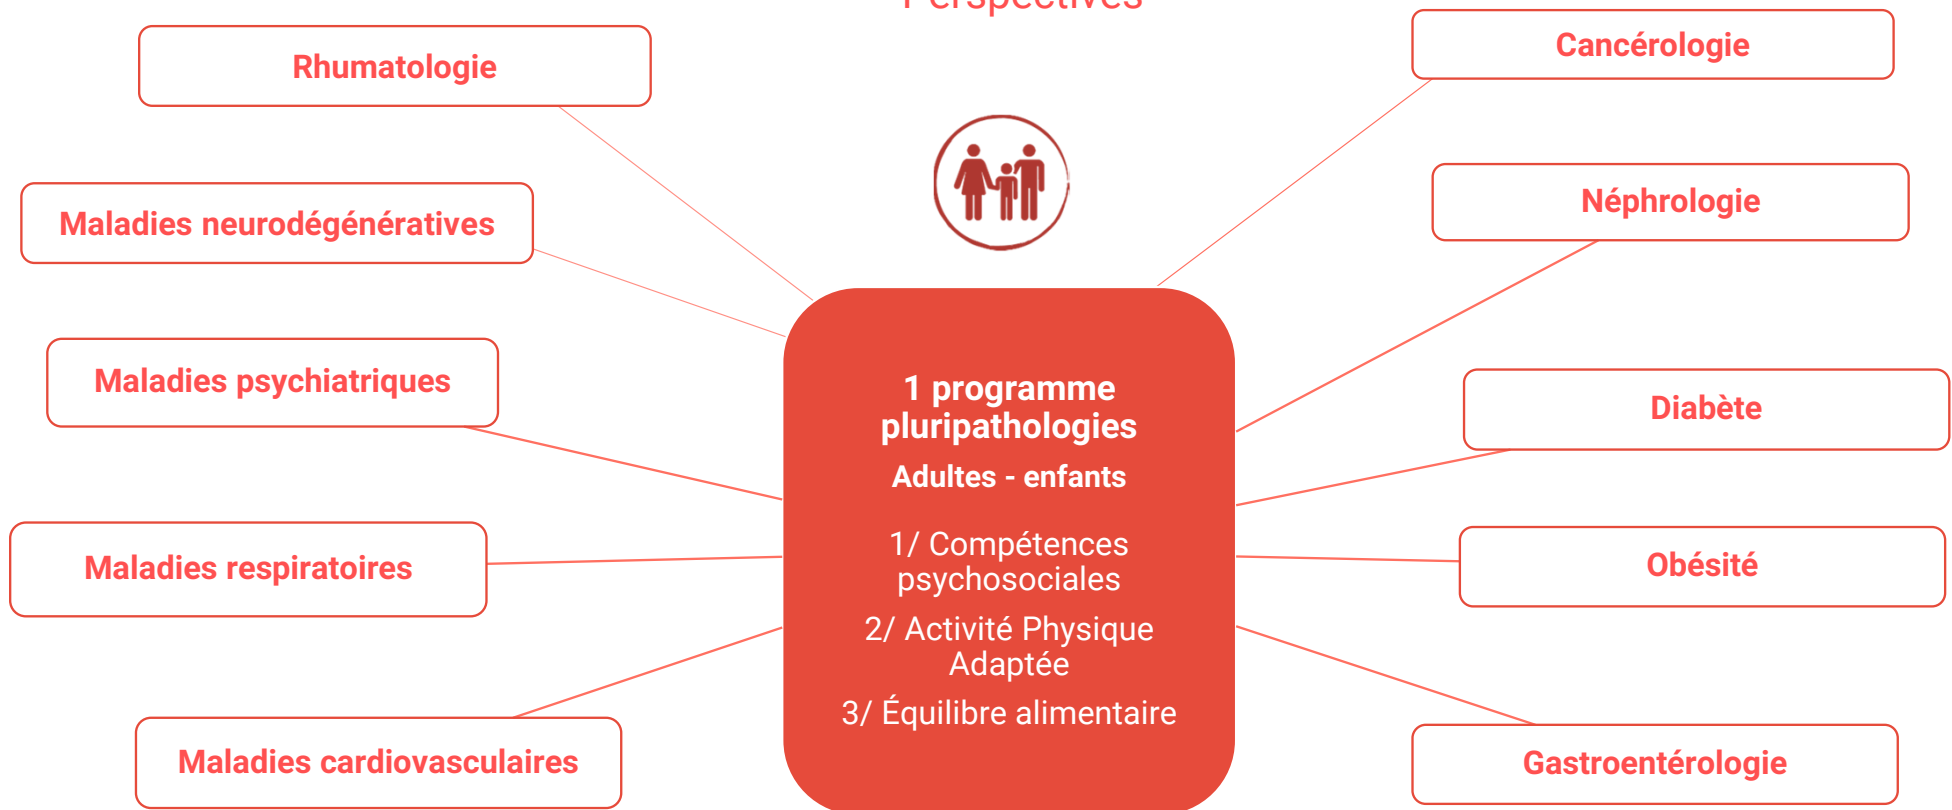 Perspectives
Rhumatologie
Maladies neurodégénératives
Maladies psychiatriques
Maladies respiratoires
Maladies cardiovasculaires
1 programme
pluripathologies
Adultes - enfants
1/ Compétences
psychosociales
2/ Activité Physique
Adaptée
3/ Équilibre alimentaire
Cancérologie
Néphrologie
Diabète
Obésité
Gastroentérologie